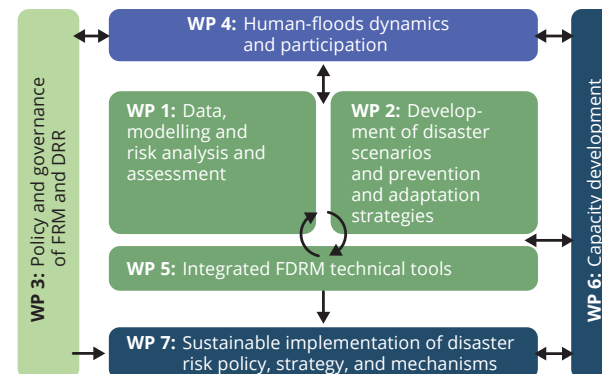 WP 4: Human-floods dynamics
and participation
WP 3: Policy and governance
of FRM and DRR
WP 1: Data,
modelling and
risk analysis and
assessment
WP 2: Develop-
ment of disaster
scenarios
and prevention
and adaptation
strategies
WP 5: Integrated FDRM technical tools
WP 6: Capacity development
WP 7: Sustainable implementation of disaster
risk policy, strategy, and mechanisms